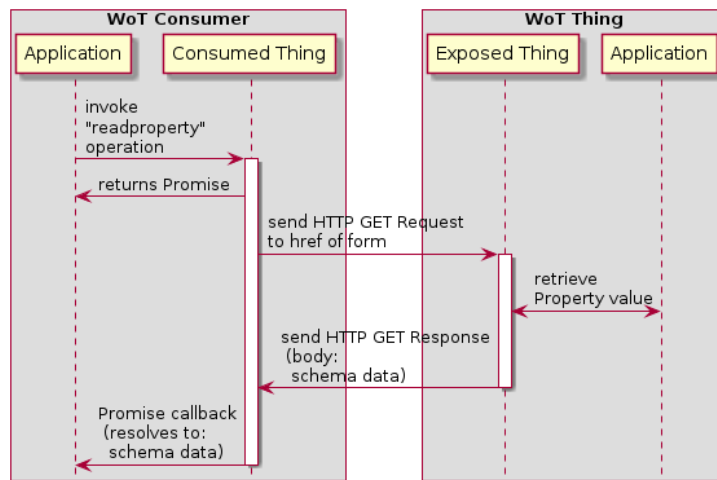 WoT Consumer
WoT Thing
Application
Consumed Thing
Exposed Thing
Application
invoke
"readproperty"
operation
returns Promise
send HTTP GET Request
to href of form
retrieve
Property value
send HTTP GET Response
(body:
schema data)
Promise callback
(resolves to:
schema data)